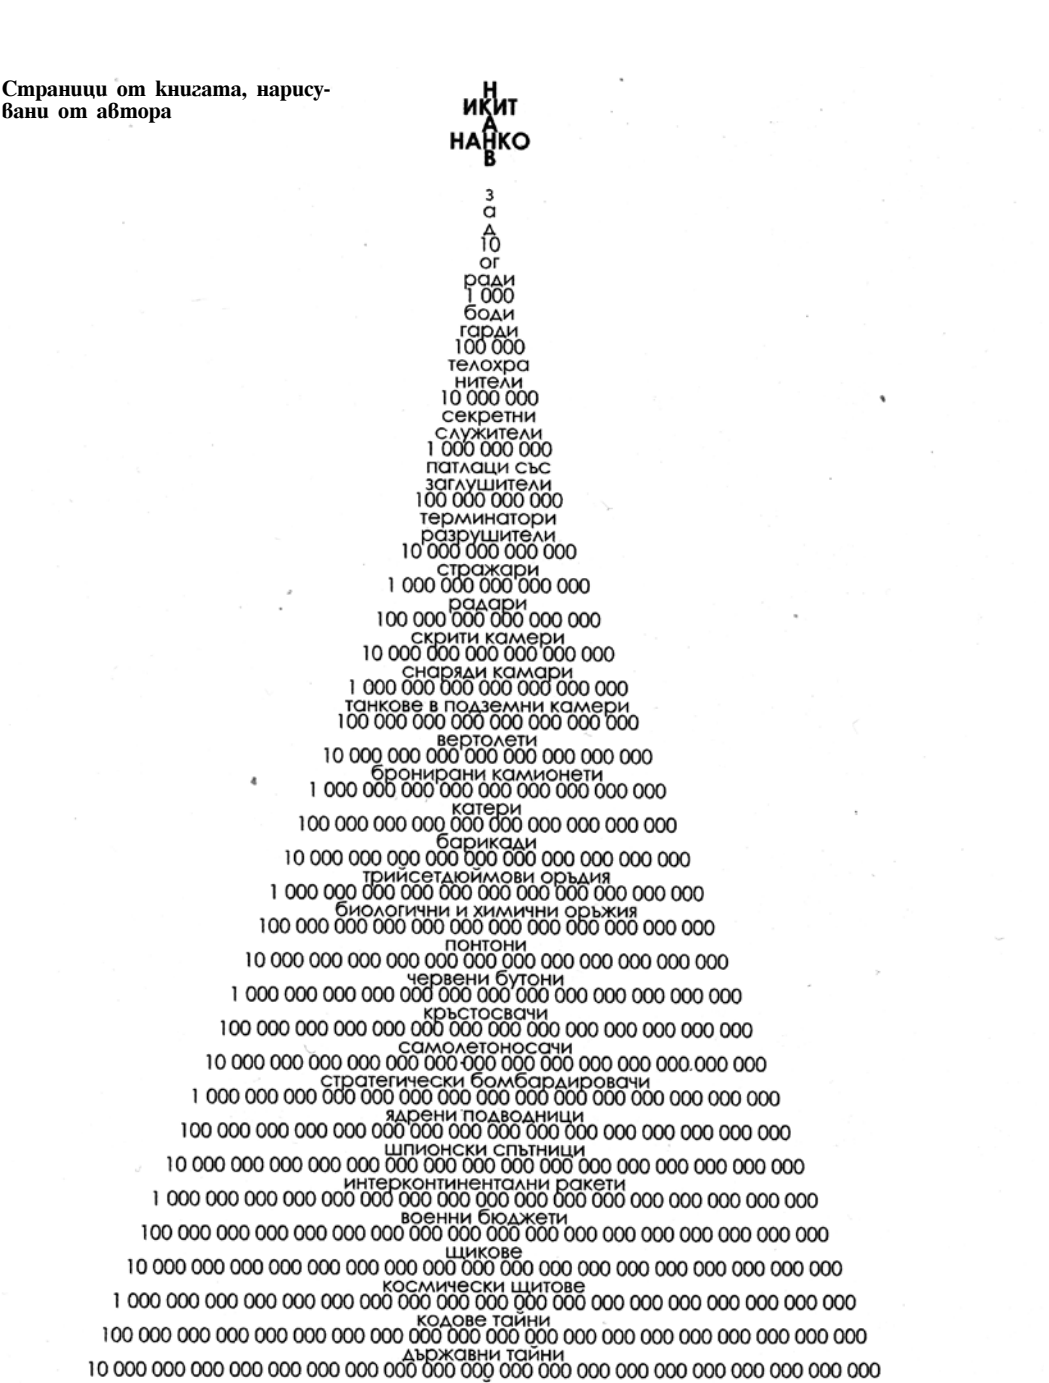 Страници от книгата, нарису-
вани от автора
Н
ИКИТ
А
НАНКО
В
з
а
д
10
ог
ради
1 000
боди
гарди
100 000
телохра
нители
10 000 000
секретни
служители
1 000 000 000
патлаци със
заглушители
100 000 000 000
терминатори
разрушители
10 000 000 000 000
стражари
1 000 000 000 000 000
радари
100 000 000 000 000 000
скрити камери
10 000 000 000 000 000 000
снаряди камари
1 000 000 000 000 000 000 000
танкове в подземни камери
100 000 000 000 000 000 000 000
вертолети
10 000 000 000 000 000 000 000 000
бронирани камионети
1 000 000 000 000 000 000 000 000 000
катери
100 000 000 000 000 000 000 000 000 000
барикади
10 000 000 000 000 000 000 000 000 000 000
трийсетдюймови оръдия
1 000 000 000 000 000 000 000 000 000 000 000
биологични и химични оръжия
100 000 000 000 000 000 000 000 000 000 000 000
понтони
10 000 000 000 000 000 000 000 000 000 000 000 000
червени бутони
1 000 000 000 000 000 000 000 000 000 000 000 000 000
кръстосвачи
100 000 000 000 000 000 000 000 000 000 000 000 000 000
самолетоносачи
10 000 000 000 000 000 000 000 000 000 000 000 000 000 000
стратегически бомбардировачи
1 000 000 000 000 000 000 000 000 000 000 000 000 000 000 000
ядрени подводници
100 000 000 000 000 000 000 000 000 000 000 000 000 000 000 000
шпионски спътници
10 000 000 000 000 000 000 000 000 000 000 000 000 000 000 000 000
интерконтинентални ракети
1 000 000 000 000 000 000 000 000 000 000 000 000 000 000 000 000 000
военни бюджети
100 000 000 000 000 000 000 000 000 000 000 000 000 000 000 000 000 000
щикове
10 000 000 000 000 000 000 000 000 000 000 000 000 000 000 000 000 000 000
космически щитове
1 000 000 000 000 000 000 000 000 000 000 000 000 000 000 000 000 000 000 000
кодове тайни
100 000 000 000 000 000 000 000 000 000 000 000 000 000 000 000 000 000 000 000
държавни тайни
10 000 000 000 000 000 000 000 000 000 000 000 000 000 000 000 000 000 000 000 000